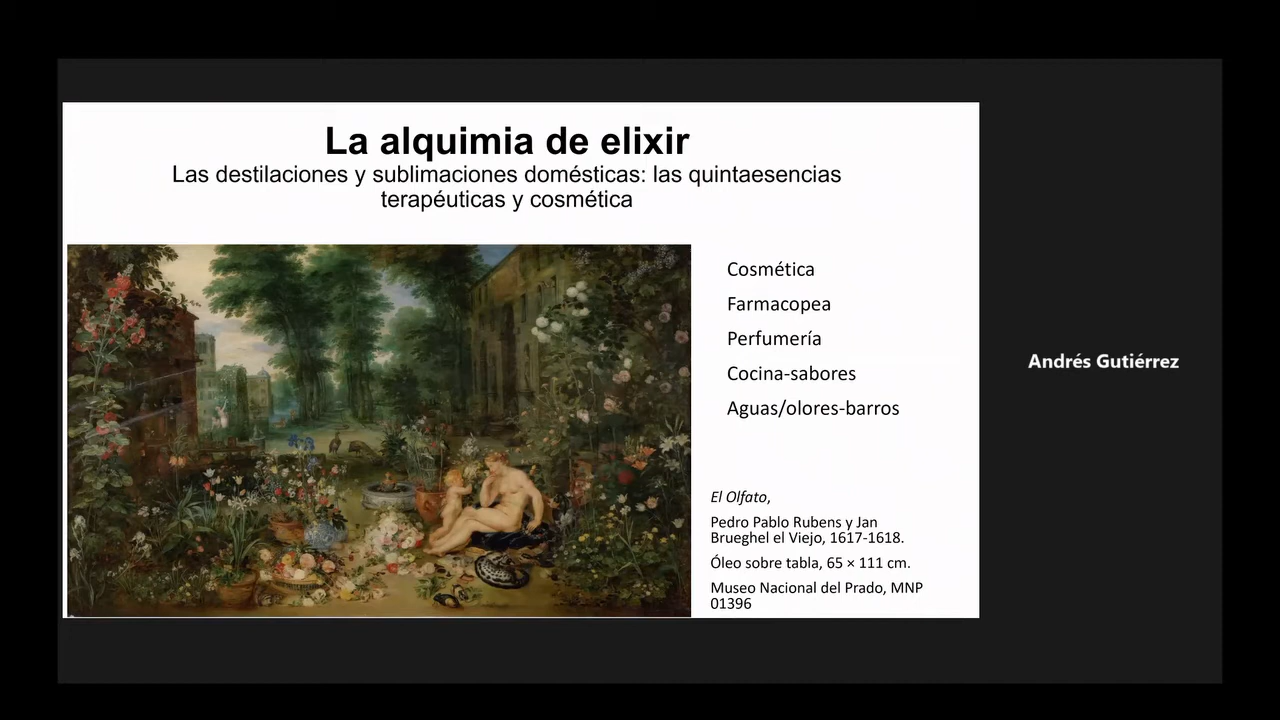 La alquimia de elixir
Las destilaciones y sublimaciones domésticas: las quintaesencias
terapéuticas y cosmética
Cosmética
Farmacopea
Perfumería
Cocina-sabores
Aguas/olores-barros
El Olfato,
Pedro Pablo Rubens y Jan
Brueghel el Viejo, 1617-1618.
Óleo sobre tabla, 65 × 111 cm.
Museo Nacional del Prado, MNP
01396
Andrés Gutiérrez